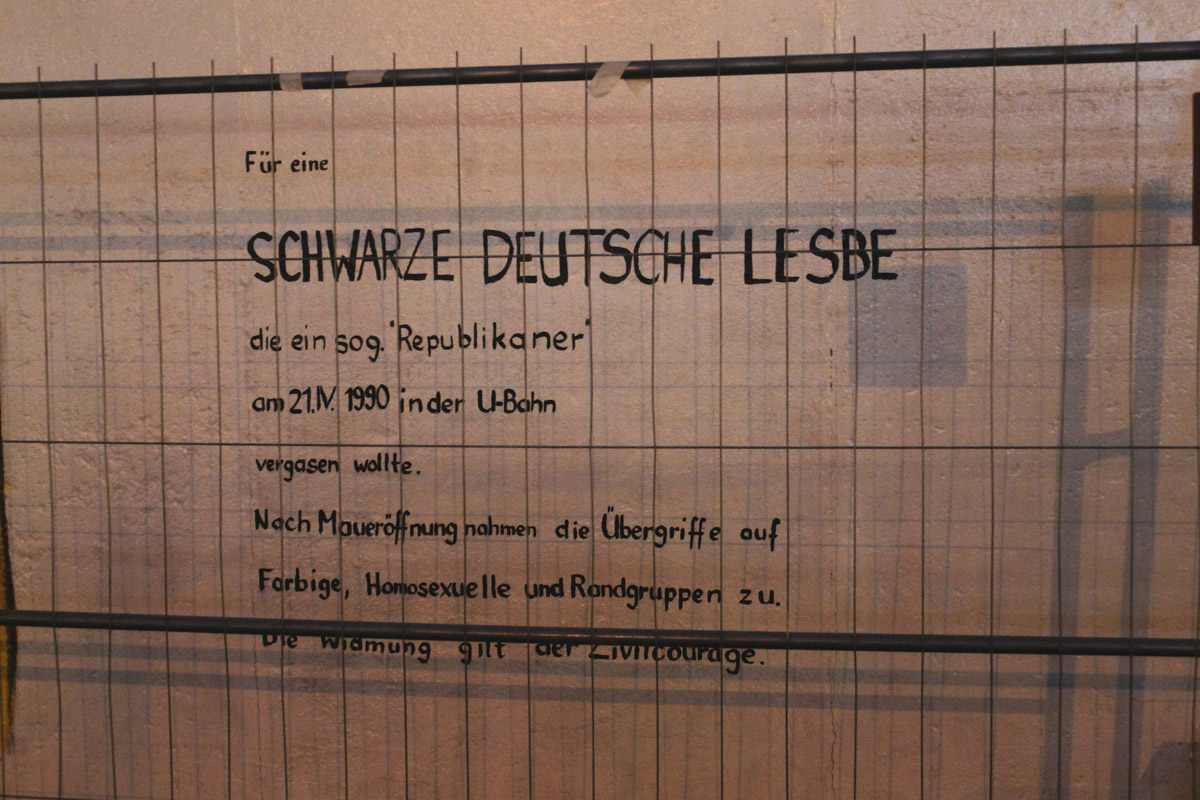 Für eine
SCHWARZE DEUTSCHE LESBE
die ein sog. "Republikaner"
am 21.IV. 1990 in der U-Bahn
vergasen wollte.
Nach Maueröffnung nahmen die Übergriffe auf
Farbige, Homosexuelle und Randgruppen zu.
Die Widmung gilt der Zivilcourage.